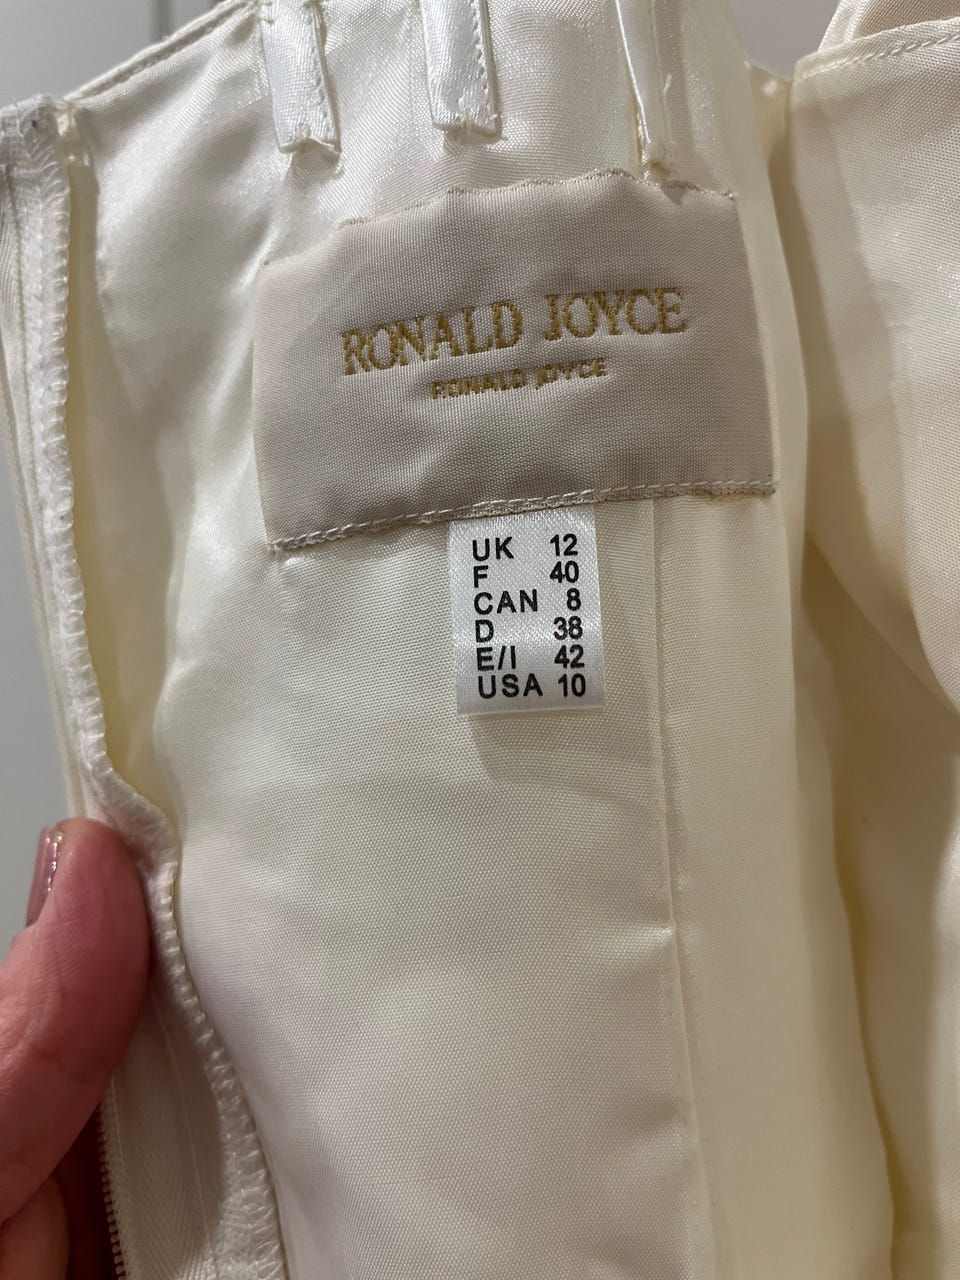 RONALD JOYCE
RONALD JOYCE
UK 12
F 40
CAN 8
D 38
E/I 42
USA 10